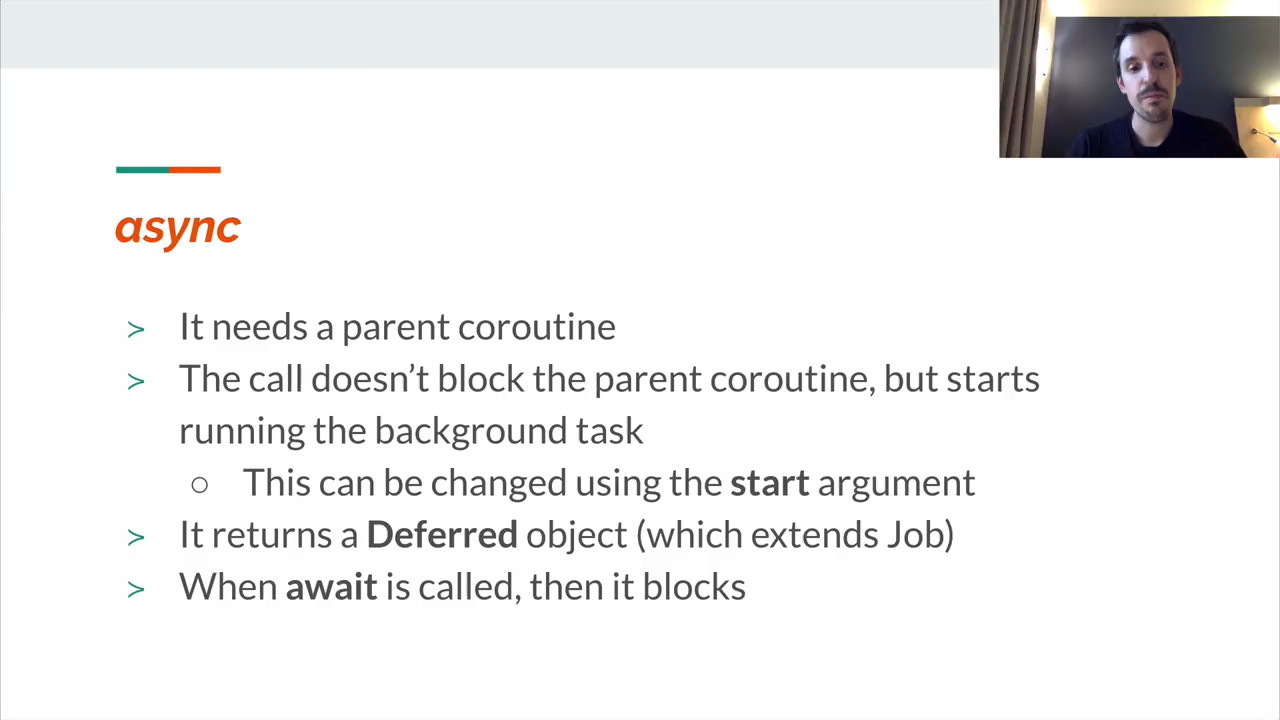 async
≻ It needs a parent coroutine
≻ The call doesn't block the parent coroutine, but starts
running the background task
○ This can be changed using the start argument
≻ It returns a Deferred object (which extends Job)
≻ When await is called, then it blocks